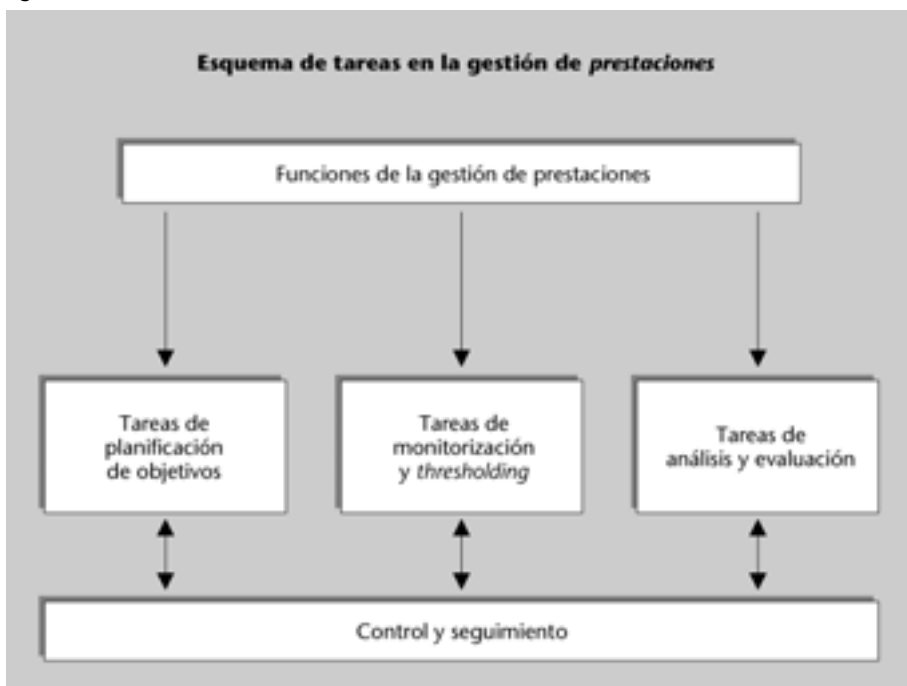 Esquema de tareas en la gestión de prestaciones
Funciones de la gestión de prestaciones
Tareas de
planificación
de objetivos
Tareas de
monitorización
y thresholding
Tareas de
análisis y evaluación
Control y seguimiento